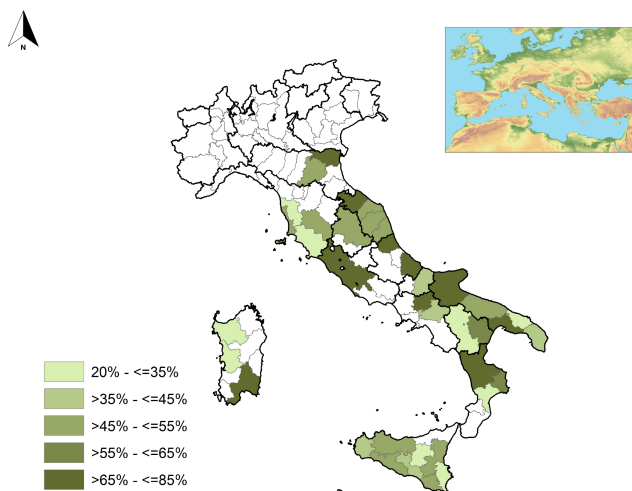 N
20% - <=35%
>35% - <=45%
>45% - <=55%
>55% - <=65%
>65% - <=85%